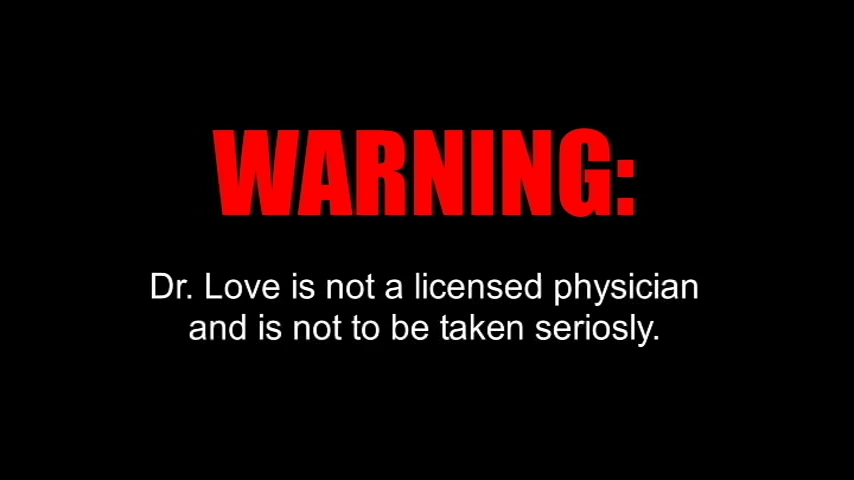 WARNING:
Dr. Love is not a licensed physician
and is not to be taken seriosly.